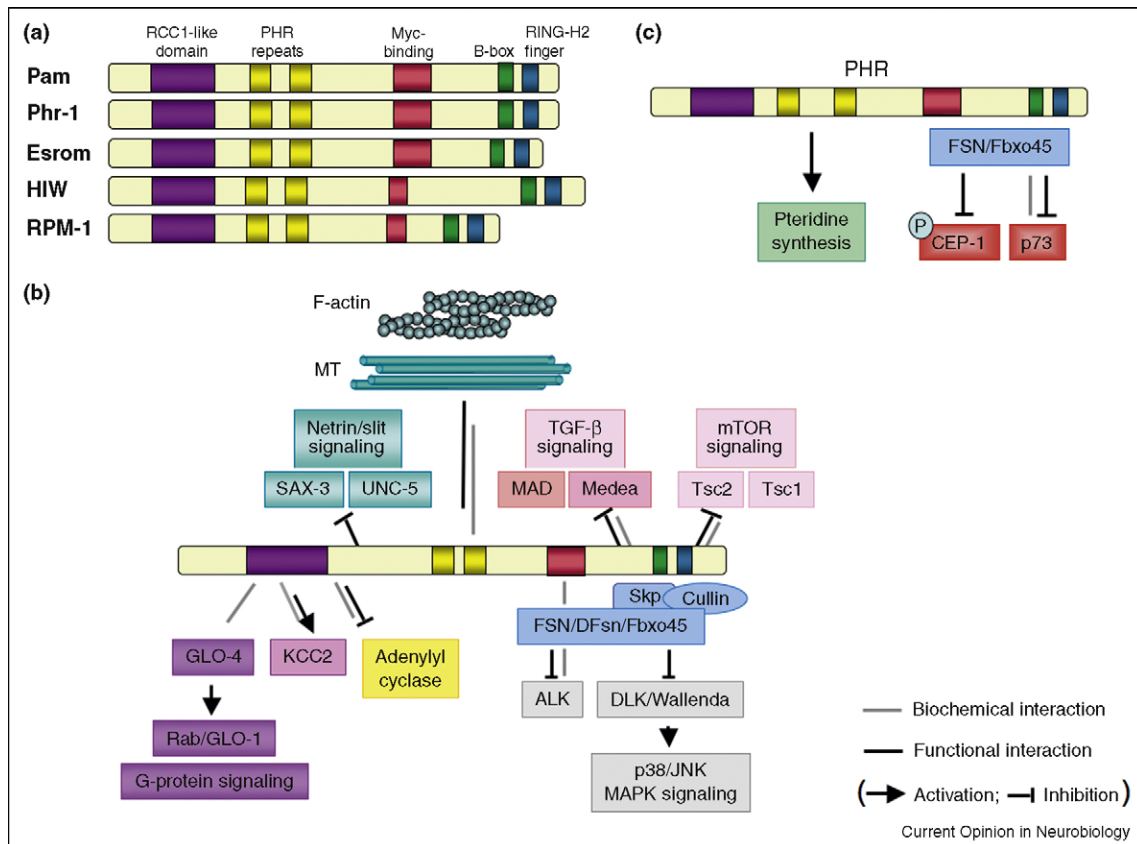 (a)
RCC1-like
domain
PHR
repeats
Myc-
binding
B-box
RING-H2
finger
Pam
Phr-1
Esrom
HIW
RPM-1
(c)
PHR
FSN/Fbxo45
Pteridine
synthesis
P
CEP-1
p73
(b)
F-actin
MT
Netrin/slit
signaling
SAX-3
UNC-5
TGF-β
signaling
MAD
Medea
mTOR
signaling
Tsc2
Tsc1
Skp
Cullin
FSN/DFsn/Fbxo45
GLO-4
KCC2
Adenylyl
cyclase
ALK
DLK/Wallenda
Rab/GLO-1
G-protein signaling
p38/JNK
MAPK signaling
Biochemical interaction
Functional interaction
( Activation; Inhibition )
Current Opinion in Neurobiology